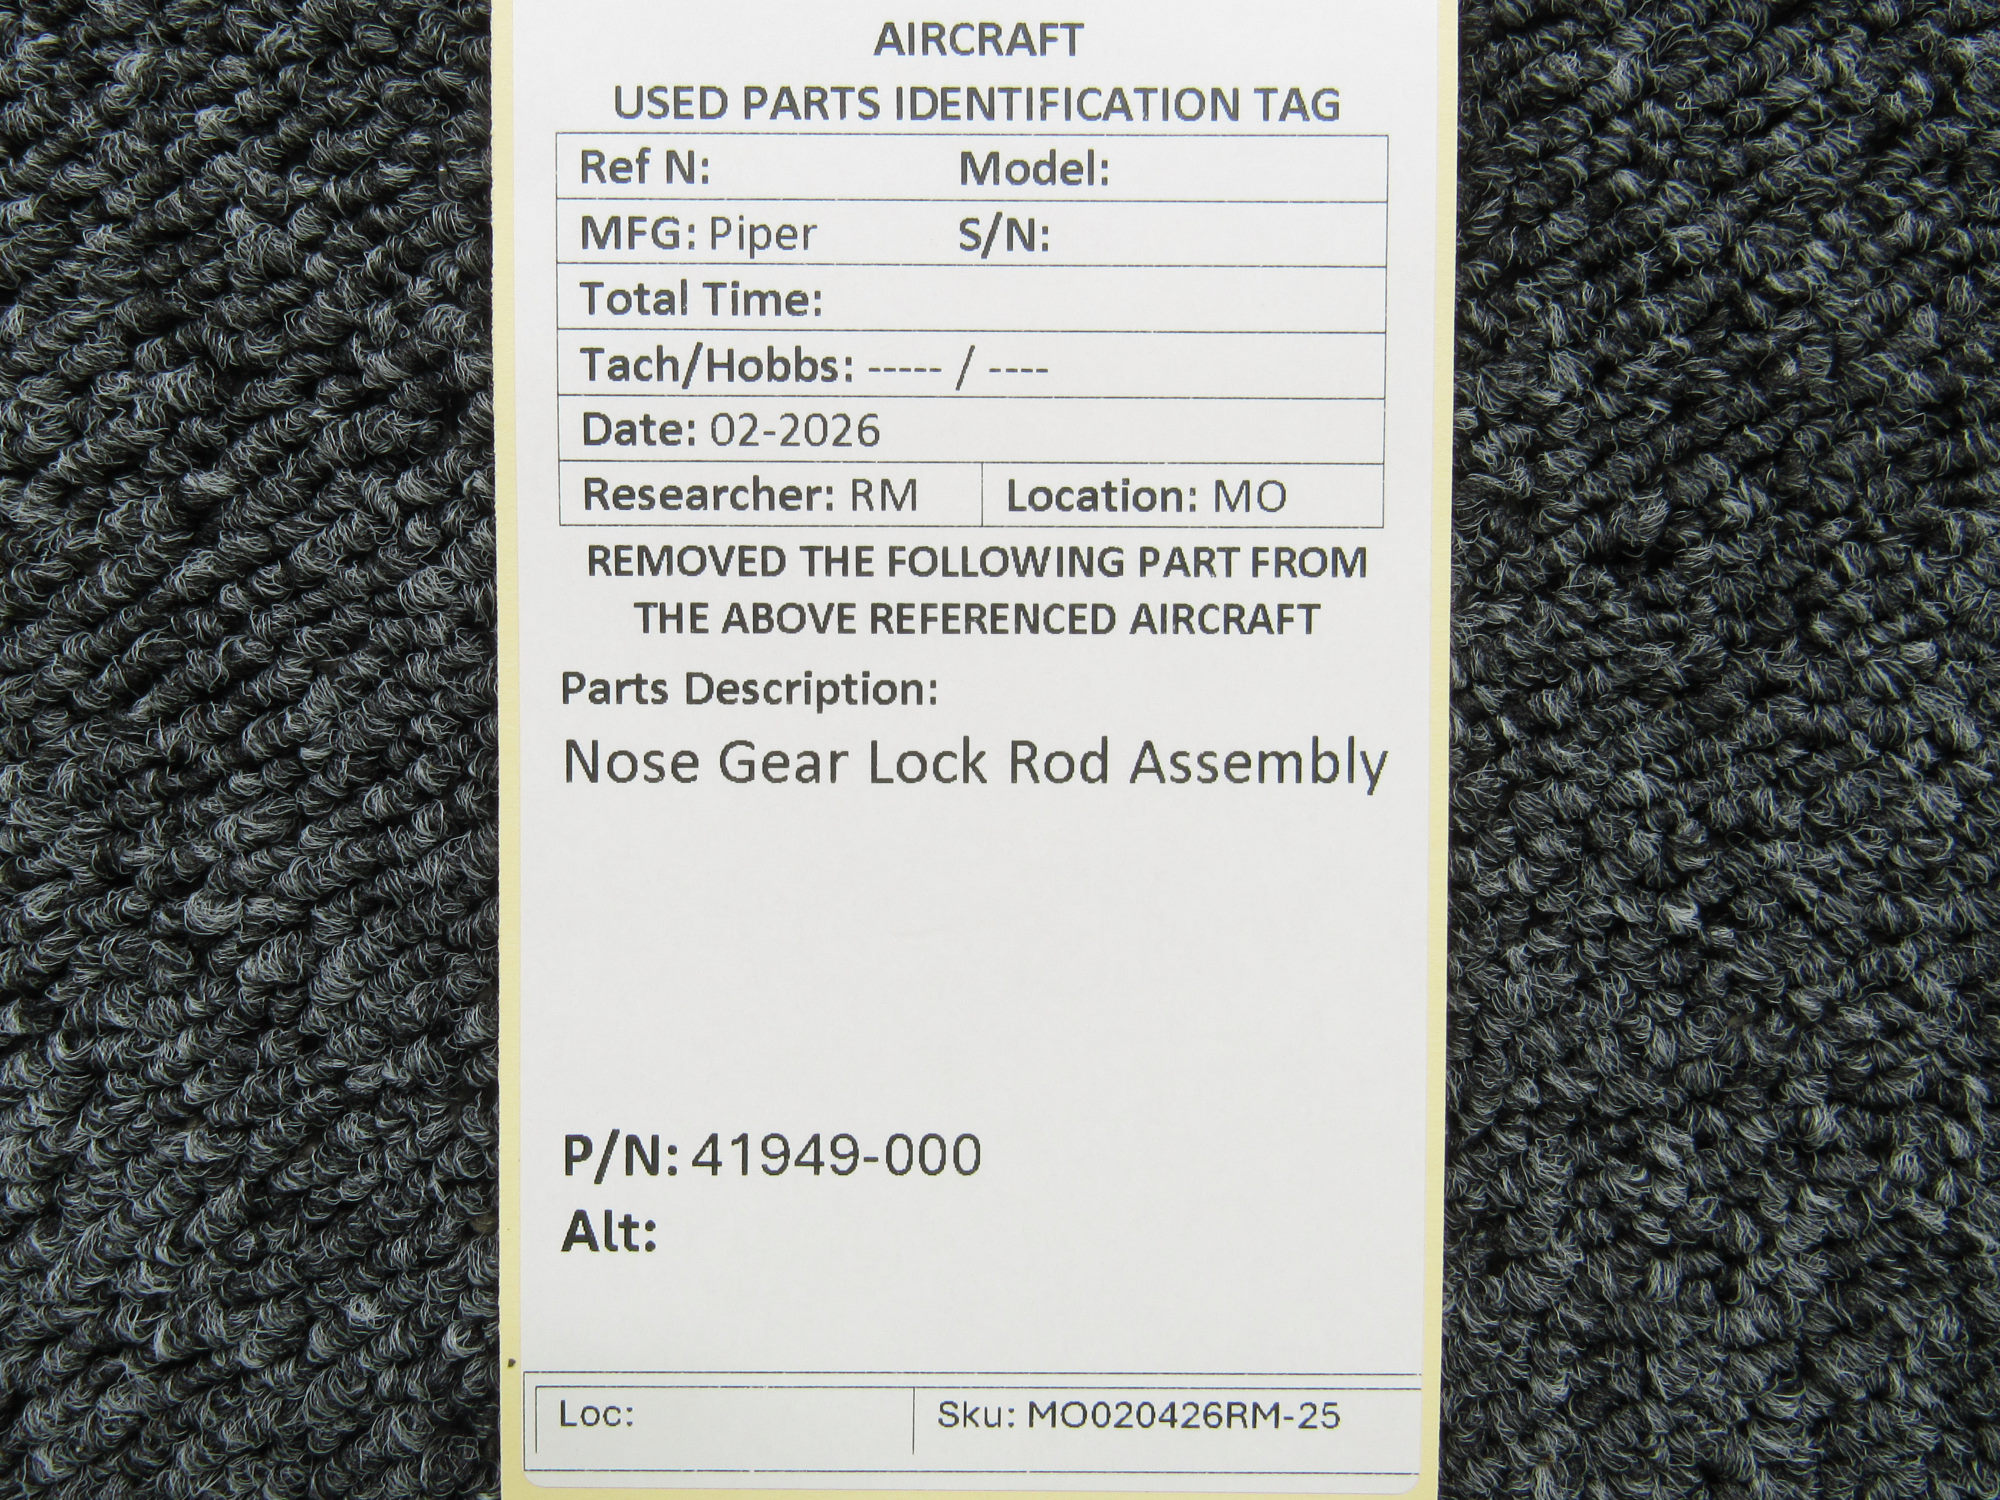 AIRCRAFT
USED PARTS IDENTIFICATION TAG
Ref N: Model:
MFG: Piper S/N:
Total Time:
Tach/Hobbs: ----- / ----
Date: 02-2026
Researcher: RM Location: MO
REMOVED THE FOLLOWING PART FROM
THE ABOVE REFERENCED AIRCRAFT
Parts Description:
Nose Gear Lock Rod Assembly
P/N: 41949-000
Alt:
Loc: Sku: MO020426RM-25